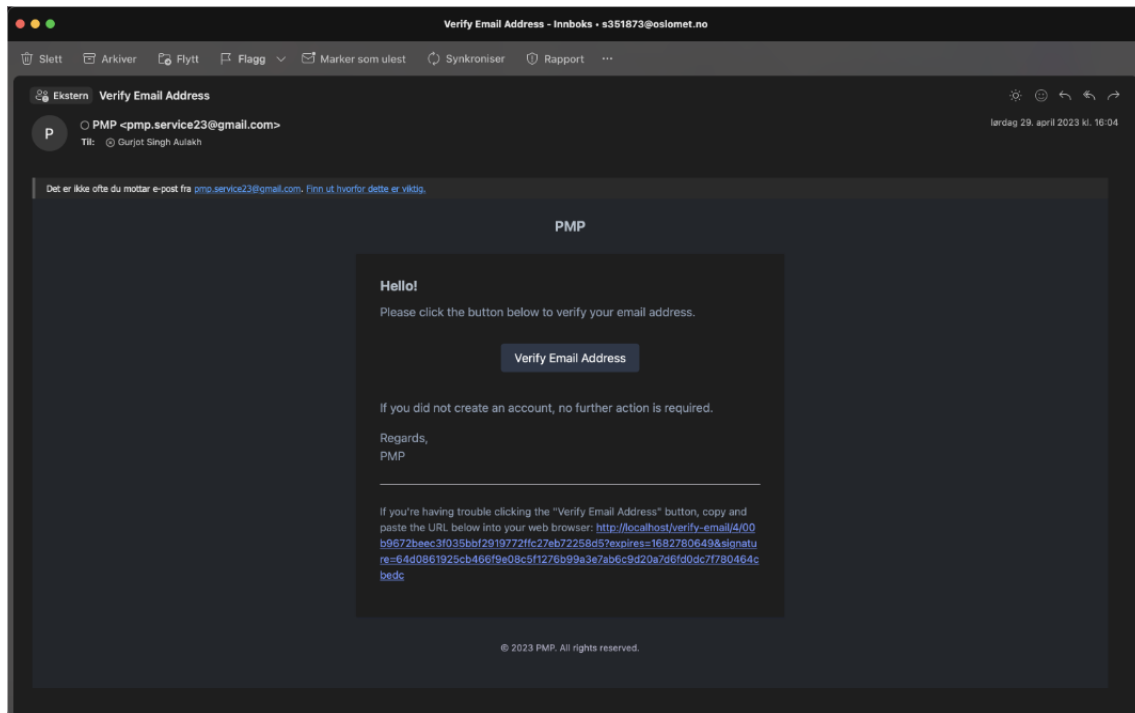 Verify Email Address - Innboks • s351873@oslomet.no
Slett Arkiver Flytt Flagg Marker som ulest Synkroniser Rapport ...
Ekstern Verify Email Address
P
PMP <pmp.service23@gmail.com>
lørdag 29. april 2023 kl. 16:04
Til: Gurjot Singh Aulakh
Det er ikke ofte du mottar e-post fra pmp.service23@gmail.com. Finn ut hvorfor dette er viktig.
PMP
Hello!
Please click the button below to verify your email address.
Verify Email Address
If you did not create an account, no further action is required.
Regards,
PMP
If you're having trouble clicking the "Verify Email Address" button, copy and
paste the URL below into your web browser: http://localhost/verify-email/4/00
b9672beec3f035bbf2919772ffc27eb72258d5?expires=1682780649&signatu
re=64d0861925cb466f9e08c5f1276b99a3e7ab6c9d20a7d6fd0dc7f780464c
bedc
© 2023 PMP. All rights reserved.